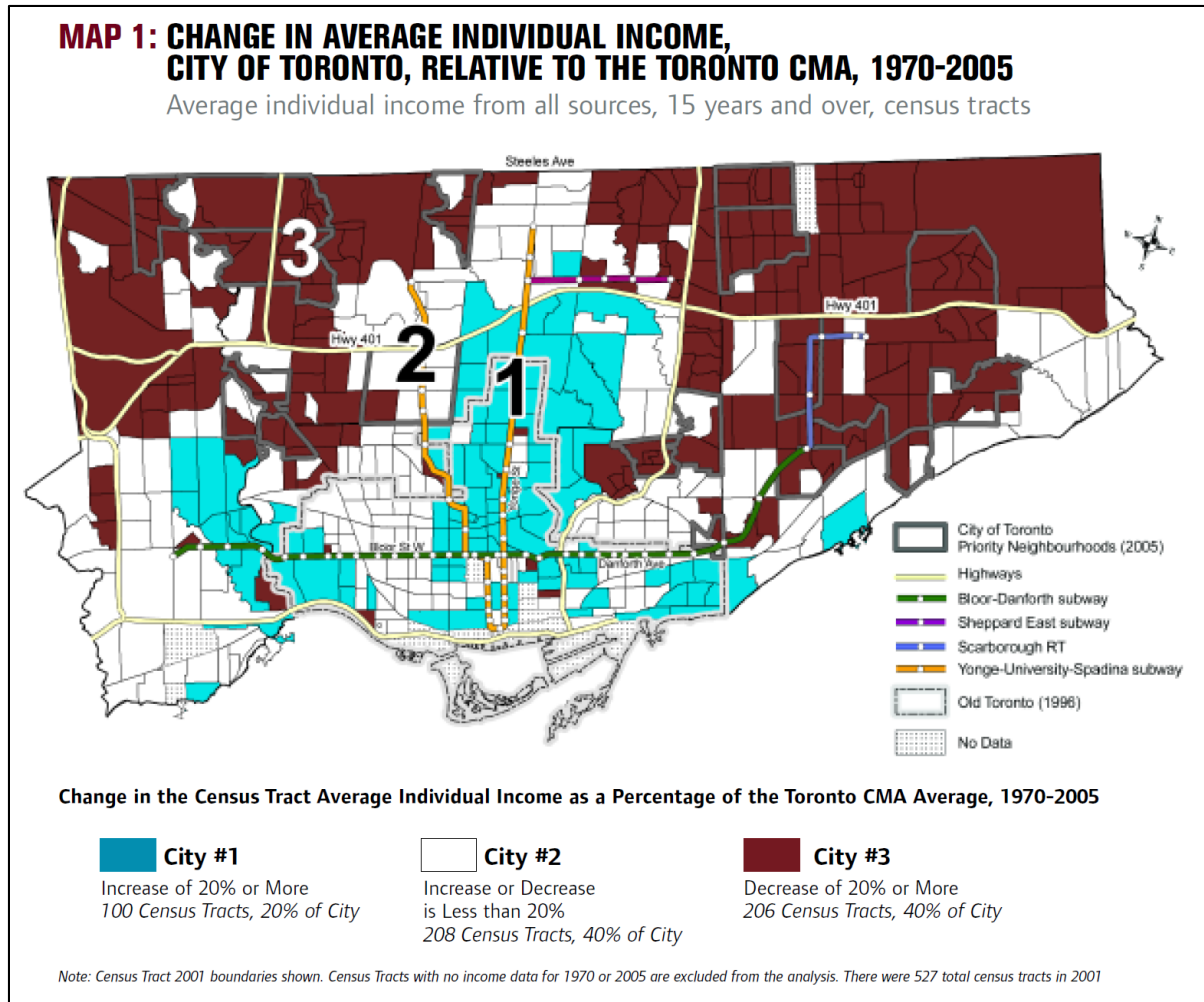 MAP 1: CHANGE IN AVERAGE INDIVIDUAL INCOME,
CITY OF TORONTO, RELATIVE TO THE TORONTO CMA, 1970-2005
Average individual income from all sources, 15 years and over, census tracts
Steeles Ave
N
W
E
S
3
Hwy 401
Hwy 401
2
1
Yonge St
Bloor St W
Danforth Ave
City of Toronto
Priority Neighbourhoods (2005)
Highways
Bloor-Danforth subway
Sheppard East subway
Scarborough RT
Yonge-University-Spadina subway
Old Toronto (1996)
No Data
Change in the Census Tract Average Individual Income as a Percentage of the Toronto CMA Average, 1970-2005
City #1
Increase of 20% or More
100 Census Tracts, 20% of City
City #2
Increase or Decrease
is Less than 20%
208 Census Tracts, 40% of City
City #3
Decrease of 20% or More
206 Census Tracts, 40% of City
Note: Census Tract 2001 boundaries shown. Census Tracts with no income data for 1970 or 2005 are excluded from the analysis. There were 527 total census tracts in 2001